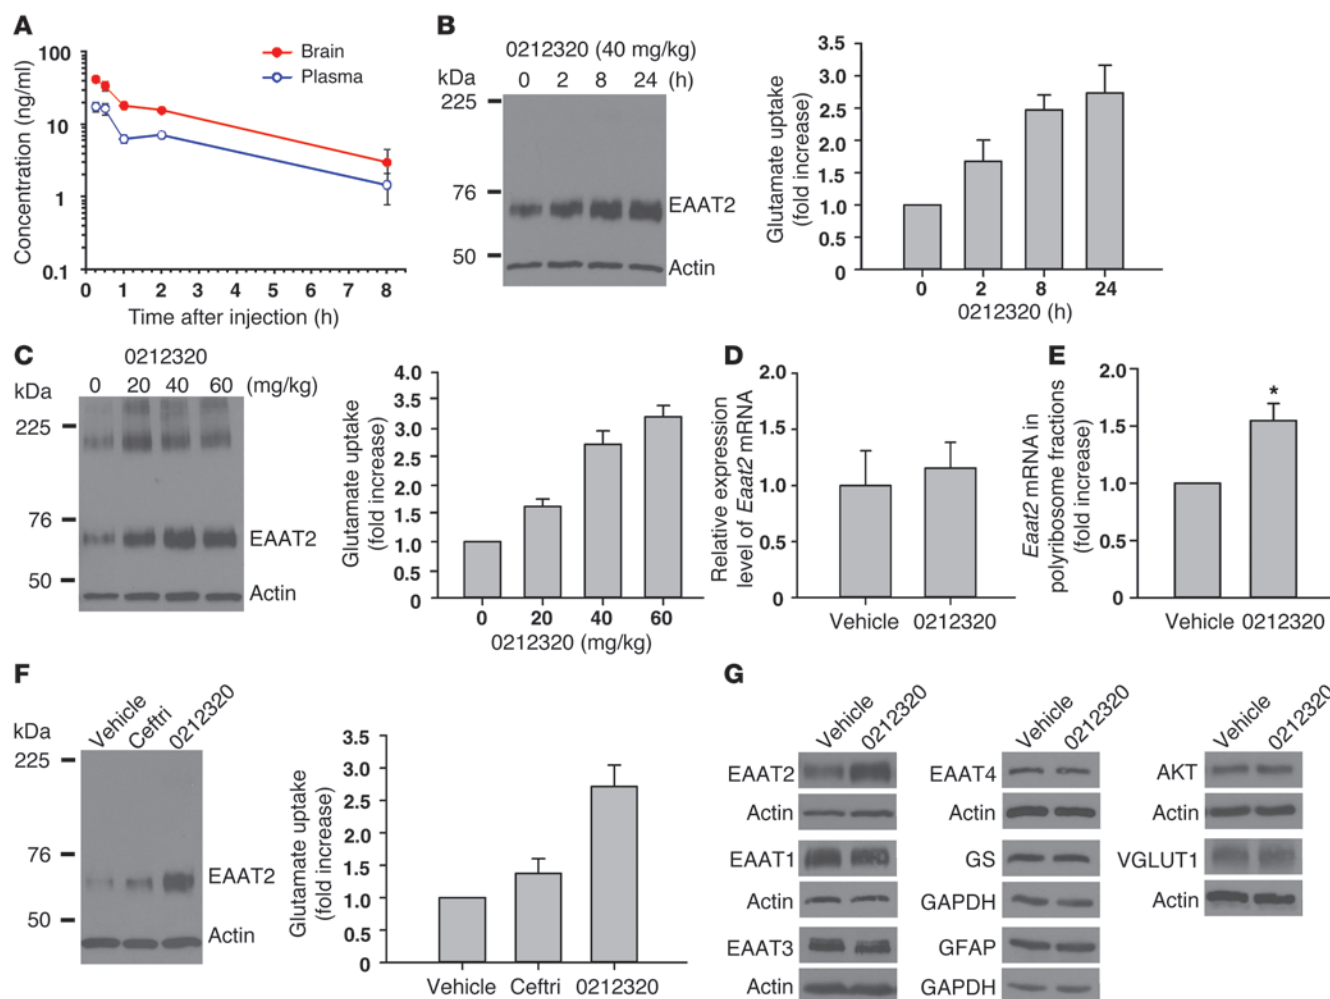 A
Concentration (ng/ml)
100
10
1
0.1
Brain
Plasma
0 1 2 3 4 5 6 7 8
Time after injection (h)
B
0212320 (40 mg/kg)
kDa 0 2 8 24 (h)
225
76
50
EAAT2
Actin
Glutamate uptake
(fold increase)
3.5
3.0
2.5
2.0
1.5
1.0
0.5
0
0 2 8 24
0212320 (h)
C
0212320
kDa 0 20 40 60 (mg/kg)
225
76
50
EAAT2
Actin
Glutamate uptake
(fold increase)
4.0
3.5
3.0
2.5
2.0
1.5
1.0
0.5
0
0 20 40 60
0212320 (mg/kg)
D
Relative expression
level of Eaat2 mRNA
2.0
1.5
1.0
0.5
0
Vehicle 0212320
E
Eaat2 mRNA in
polyribosome fractions
(fold increase)
2.0
1.5
1.0
0.5
0
*
Vehicle 0212320
F
kDa
Vehicle
Ceftri
0212320
225
76
50
EAAT2
Actin
Glutamate uptake
(fold increase)
3.5
3.0
2.5
2.0
1.5
1.0
0.5
0
Vehicle Ceftri 0212320
G
Vehicle
0212320
EAAT2
Actin
EAAT1
Actin
EAAT3
Actin
Vehicle
0212320
EAAT4
Actin
GS
GAPDH
GFAP
GAPDH
Vehicle
0212320
AKT
Actin
VGLUT1
Actin